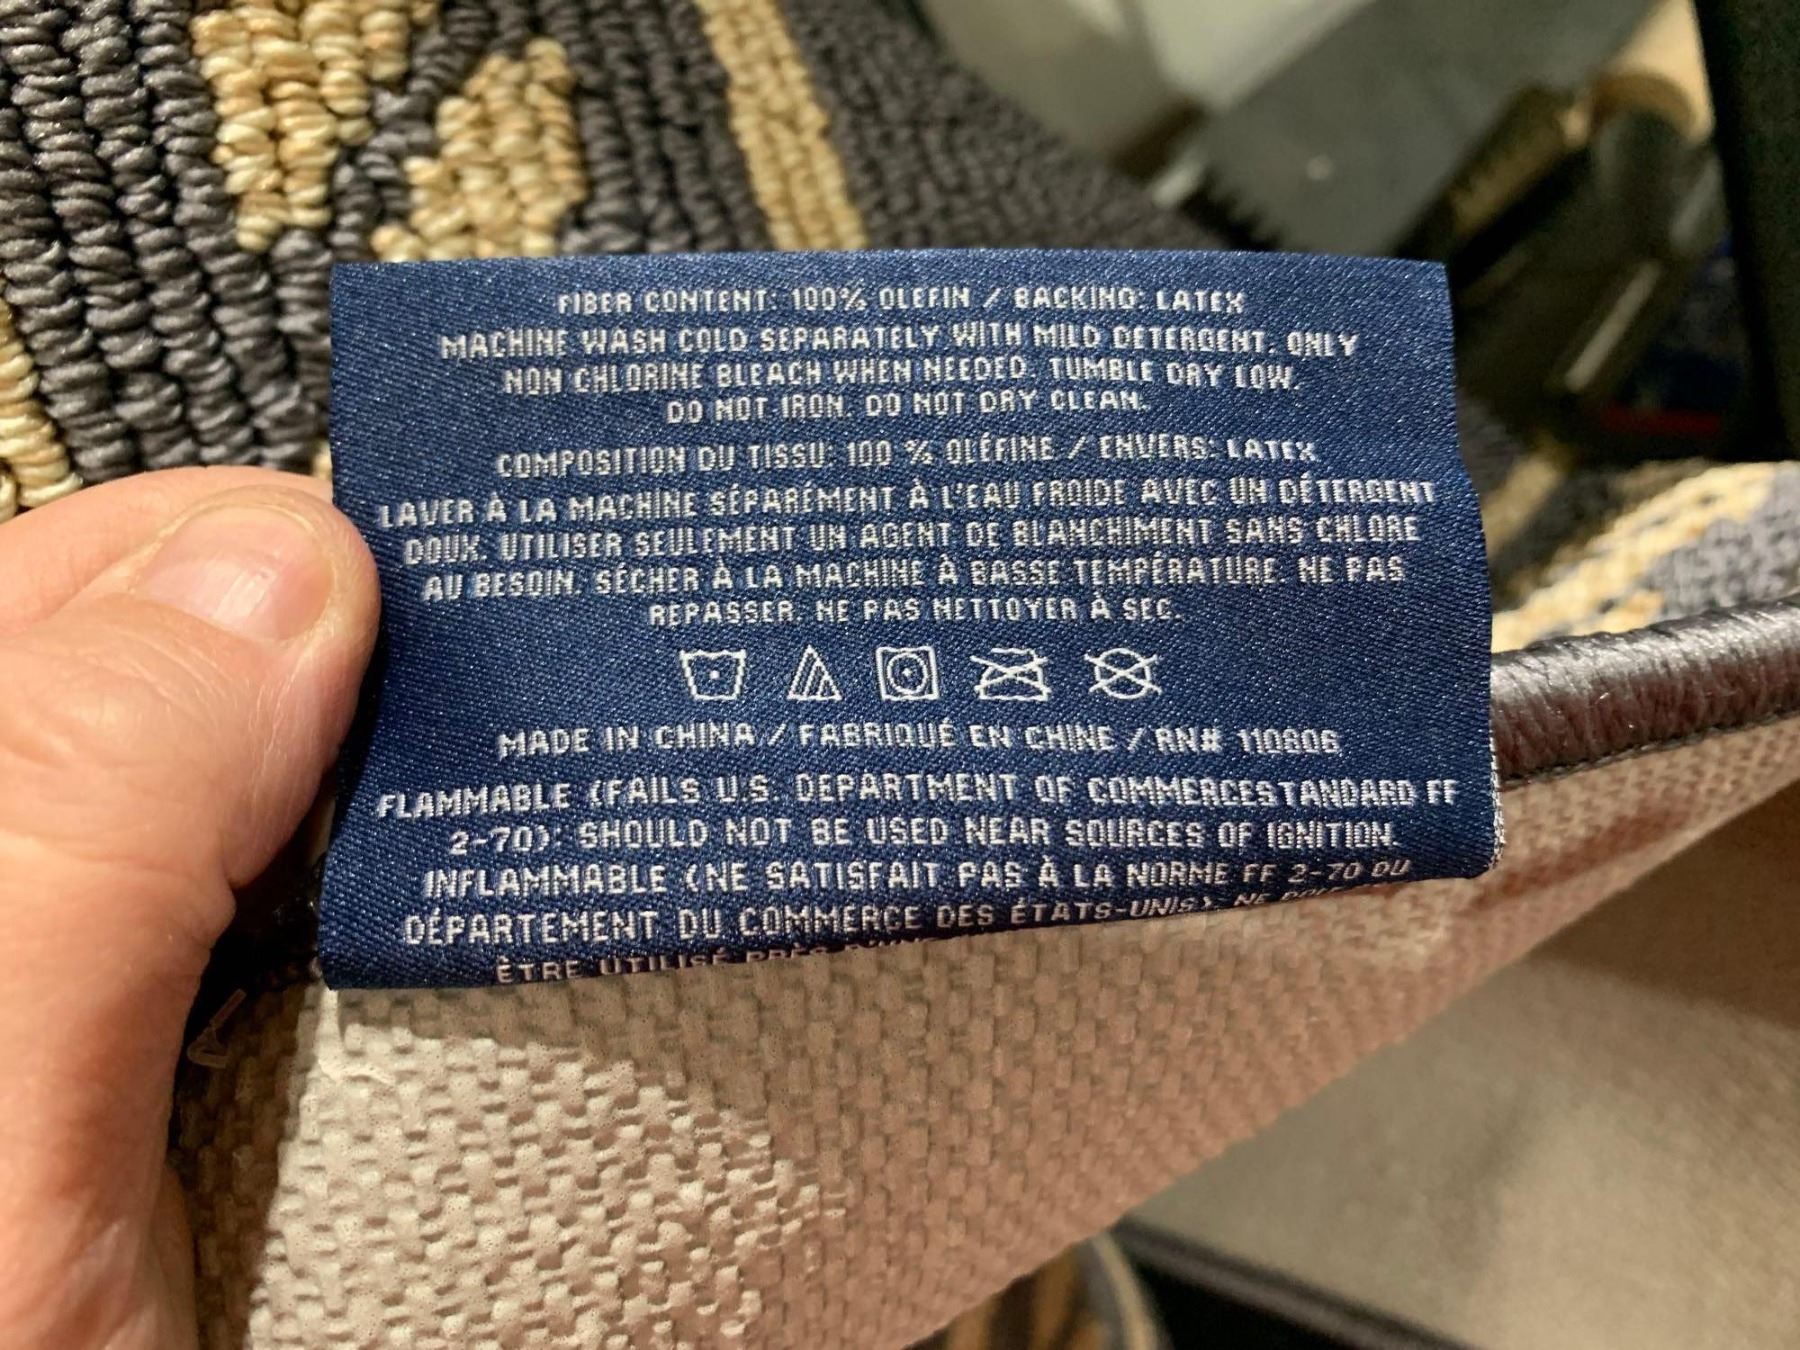 FIBER CONTENT: 100% OLEFIN / BACKING: LATEX
MACHINE WASH COLD SEPARATELY WITH MILD DETERGENT. ONLY
NON CHLORINE BLEACH WHEN NEEDED. TUMBLE DRY LOW.
DO NOT IRON. DO NOT DRY CLEAN.
COMPOSITION DU TISSU: 100 % OLÉFINE / ENVERS: LATEX
LAVER À LA MACHINE SÉPARÉMENT À L'EAU FROIDE AVEC UN DÉTERGENT
DOUX. UTILISER SEULEMENT UN AGENT DE BLANCHIMENT SANS CHLORE
AU BESOIN. SÉCHER À LA MACHINE À BASSE TEMPÉRATURE. NE PAS
REPASSER. NE PAS NETTOYER À SEC.
MADE IN CHINA / FABRIQUÉ EN CHINE / RN# 110606
FLAMMABLE (FAILS U.S. DEPARTMENT OF COMMERCESTANDARD FF
2-70): SHOULD NOT BE USED NEAR SOURCES OF IGNITION.
INFLAMMABLE (NE SATISFAIT PAS À LA NORME FF 2-70 DU
DÉPARTEMENT DU COMMERCE DES ÉTATS-UNIS). NE
ÊTRE UTILISÉ PRÈS